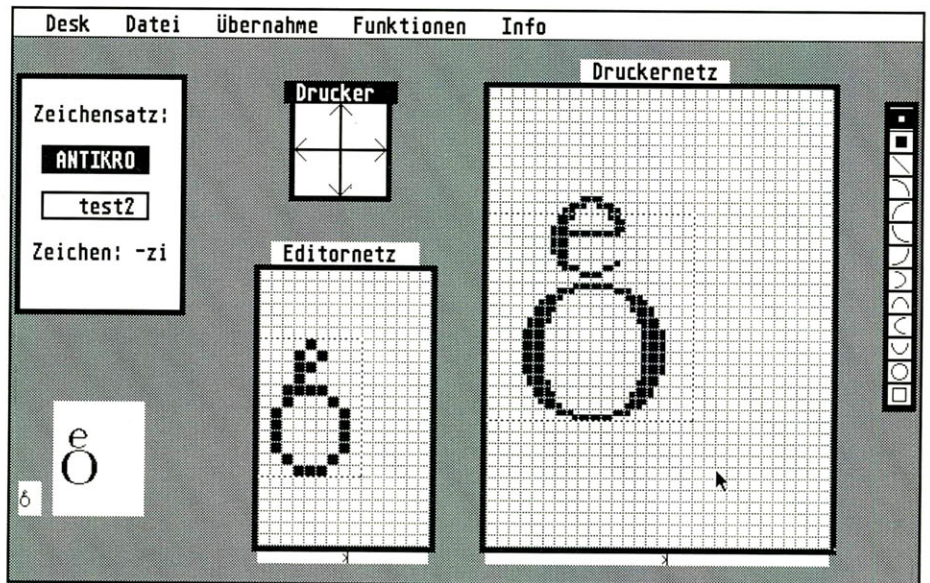 Desk Datei Übernahme Funktionen Info
Zeichensatz:
ANTIKRO
test2
Zeichen: -zi
Drucker
Editornetz
Druckernetz